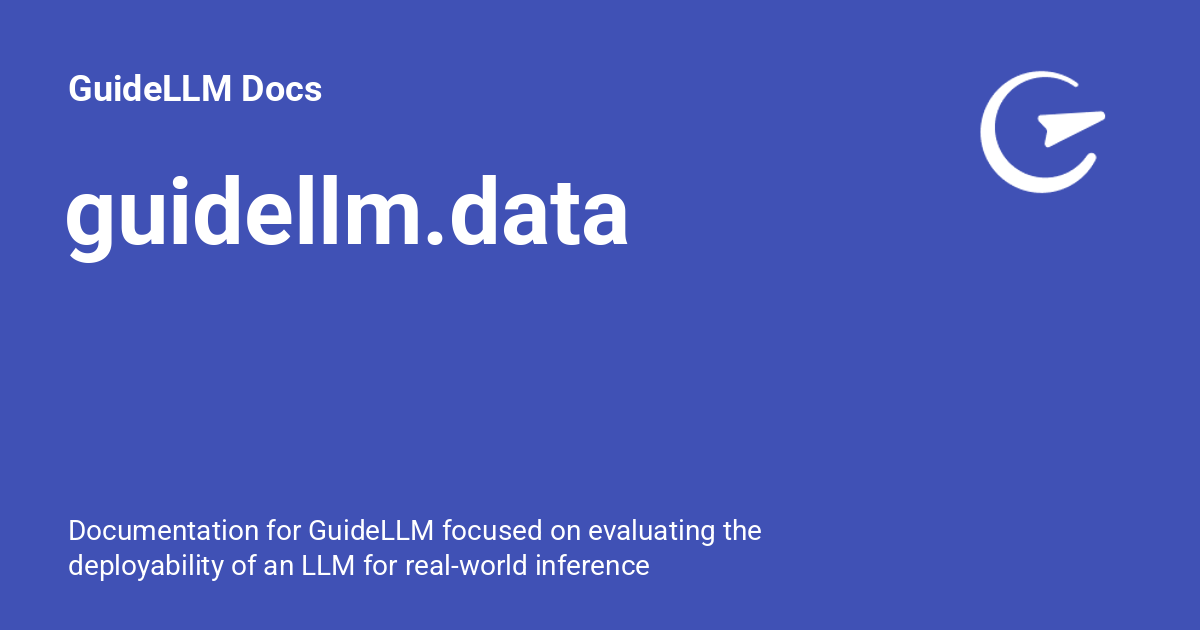 GuideLLM Docs
guidellm.data
Documentation for GuideLLM focused on evaluating the
deployability of an LLM for real-world inference